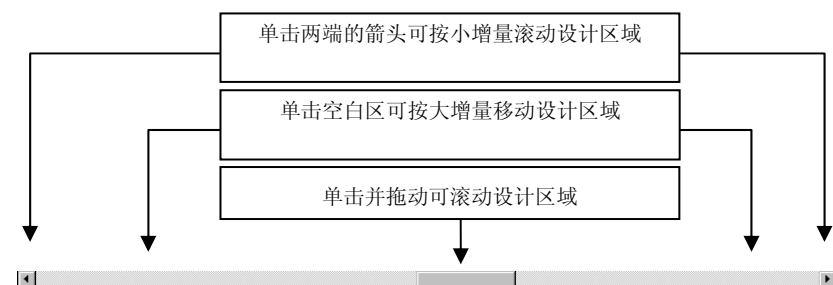 单击两端的箭头可按小增量滚动设计区域
单击空白区可按大增量移动设计区域
单击并拖动可滚动设计区域